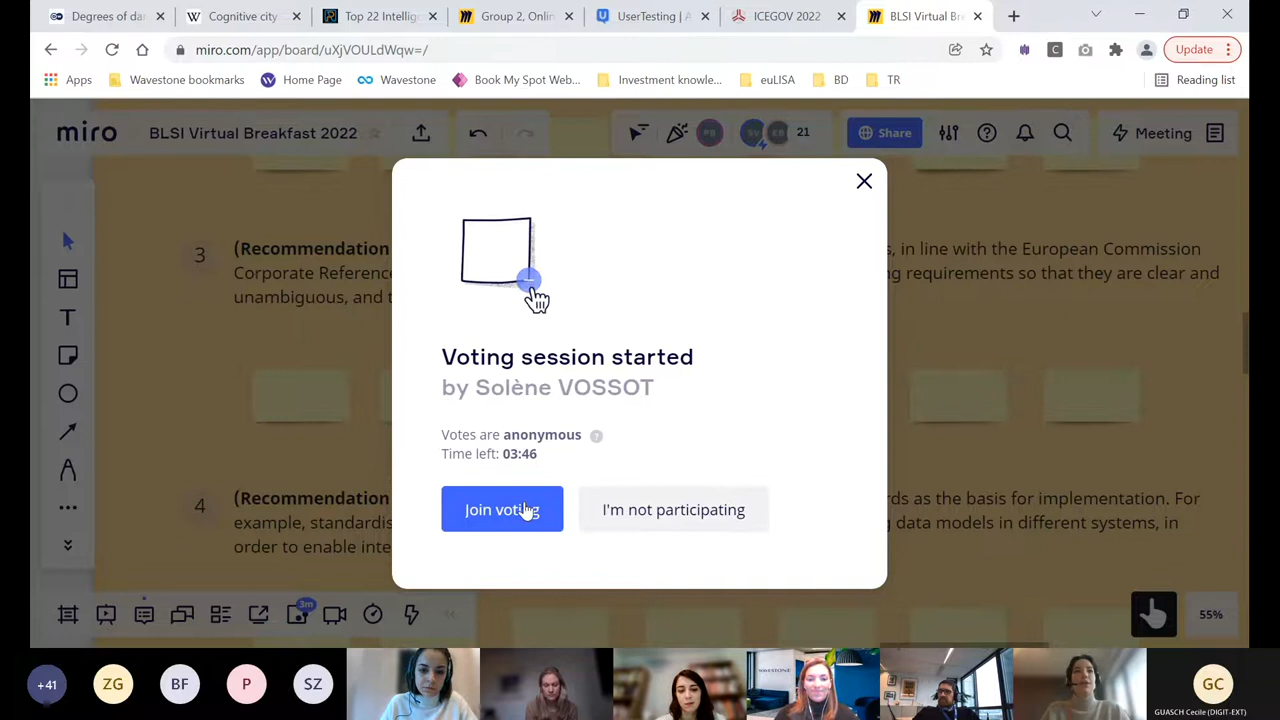 Degrees of da
Cognitive city
Top 22 Intellige
Group 2, Onlin
UserTesting | A
ICEGOV 2022
BLSI Virtual Bre
miro.com/app/board/uXjVOULdWqw=/
Update
Apps
Wavestone bookmarks
Home Page
Wavestone
Book My Spot Web...
Investment knowle...
euLISA
BD
TR
Reading list
miro
BLSI Virtual Breakfast 2022
21
Share
Meeting
3
(Recommendation
s, in line with the European Commission
Corporate Reference
g requirements so that they are clear and
unambiguous, and t
Voting session started
by Solène VOSSOT
Votes are anonymous ?
Time left: 03:46
Join voting
I'm not participating
4
(Recommendation
rds as the basis for implementation. For
example, standardis
g data models in different systems, in
order to enable inte
3m
55%
+41
ZG
BF
P
SZ
WAVESTONE
GC
GUASCH Cecile (DIGIT-EXT)